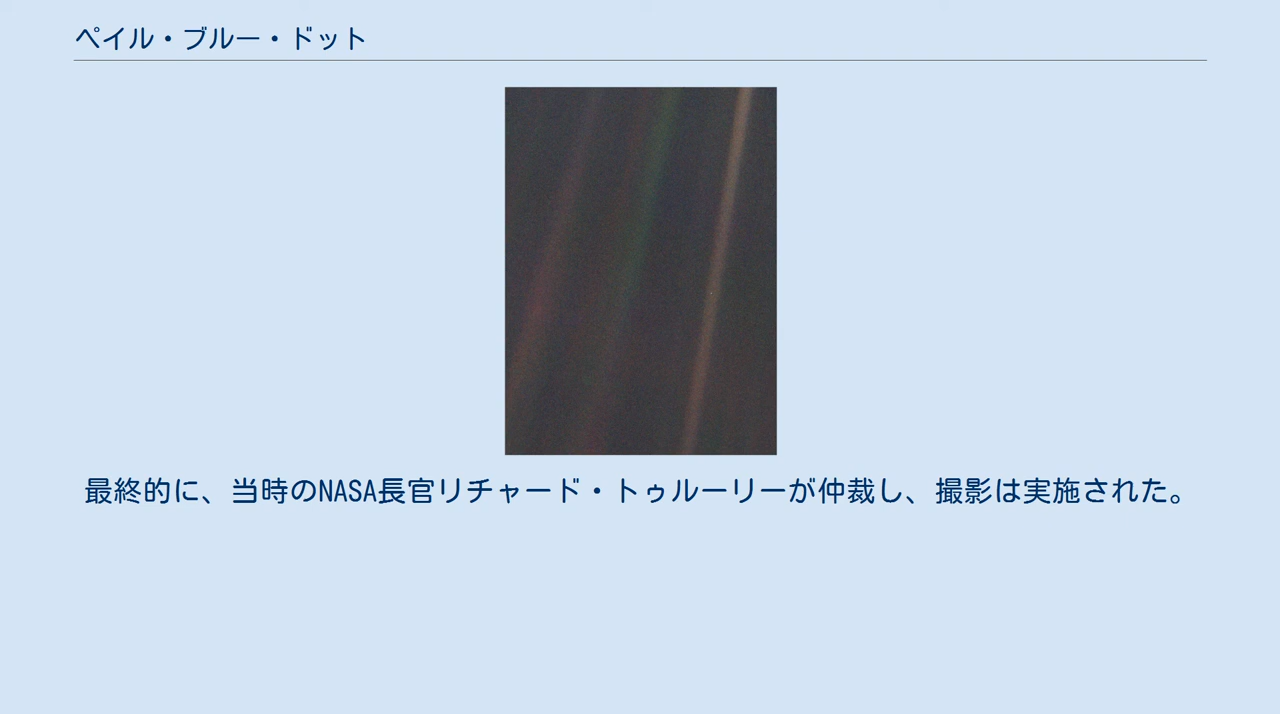 ペイル・ブルー・ドット
最終的に、当時のNASA長官リチャード・トゥルーリーが仲裁し、撮影は実施された。